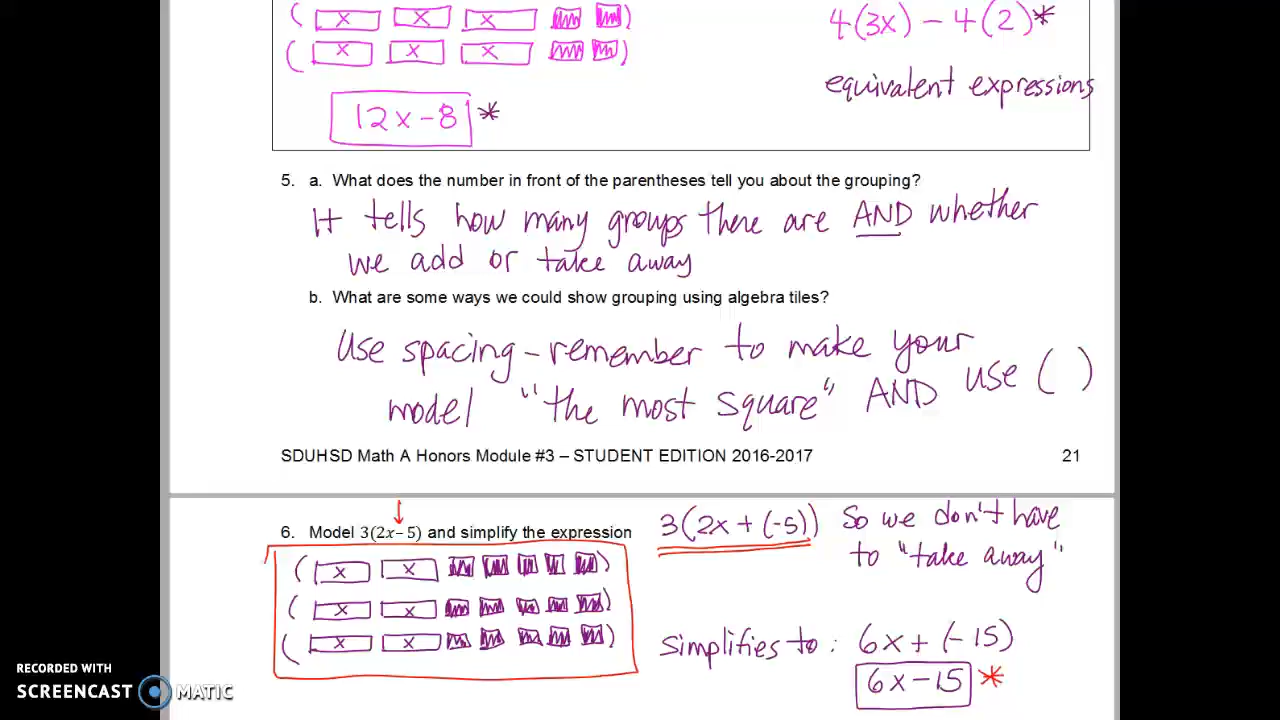 ( x x x ) 4(3x) – 4(2)*
( x x x )
equivalent expressions
12x – 8 *
5. a. What does the number in front of the parentheses tell you about the grouping?
It tells how many groups there are AND whether
we add or take away
b. What are some ways we could show grouping using algebra tiles?
Use spacing – remember to make your
model "the most square" AND use ( )
SDUHSD Math A Honors Module #3 – STUDENT EDITION 2016-2017 21
6. Model 3(2x– 5) and simplify the expression 3(2x + (-5)) So we don't have
to "take away"
( x x )
( x x )
( x x )
Simplifies to: 6x + (-15)
6x – 15 *
RECORDED WITH
SCREENCAST MATIC